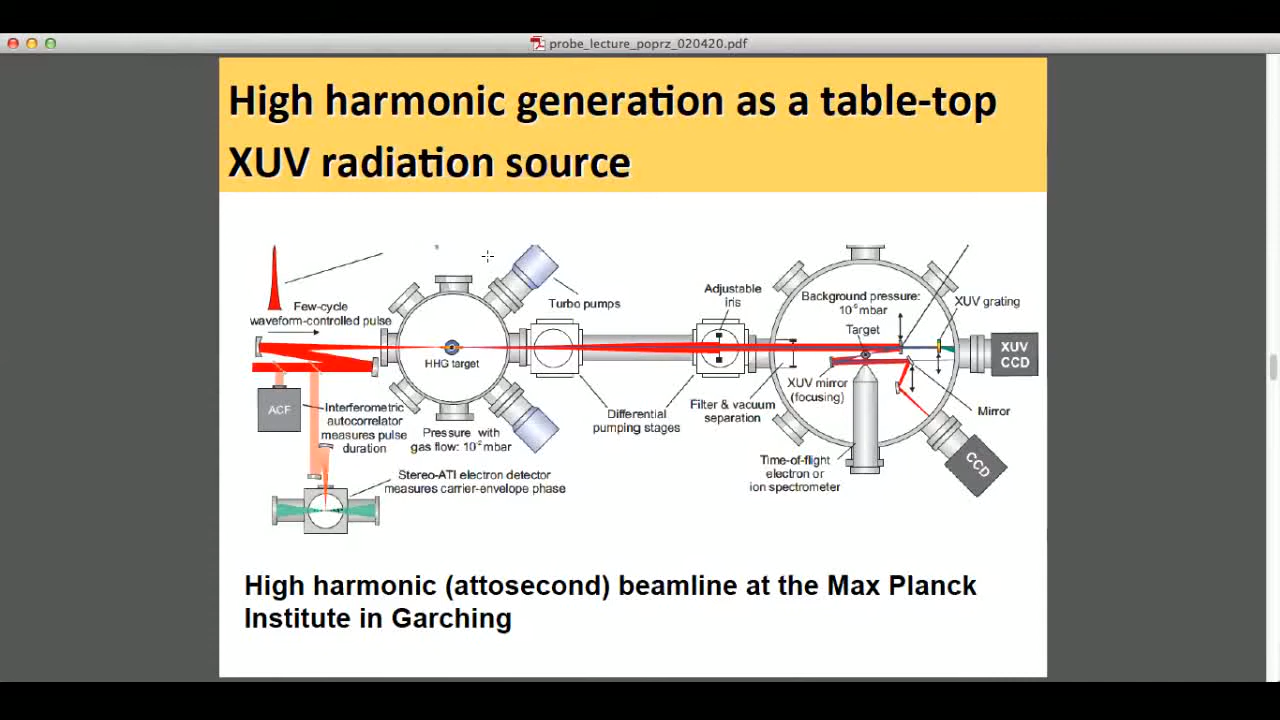 probe_lecture_poprz_020420.pdf
High harmonic generation as a table-top
XUV radiation source
Few-cycle
waveform-controlled pulse
HHG target
Turbo pumps
Adjustable
iris
Background pressure:
10⁻⁶mbar
Target
XUV grating
XUV
CCD
ACF
Interferometric
autocorrelator
measures pulse
duration
Pressure with
gas flow: 10⁻²mbar
Differential
pumping stages
Filter & vacuum
separation
XUV mirror
(focusing)
Mirror
CCD
Time-of-flight
electron or
ion spectrometer
Stereo-ATI electron detector
measures carrier-envelope phase
High harmonic (attosecond) beamline at the Max Planck
Institute in Garching